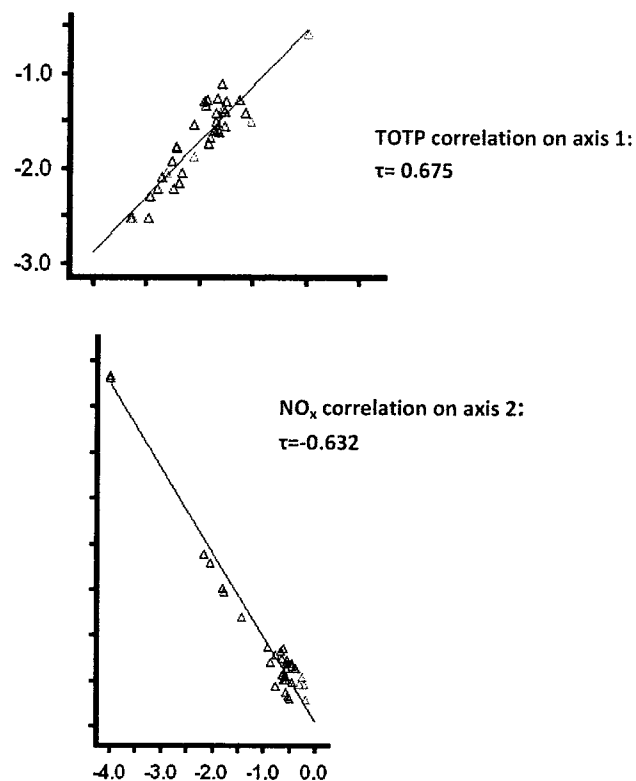 -1.0
TOTP correlation on axis 1:
τ= 0.675
-2.0
-3.0
NOx correlation on axis 2:
τ=-0.632
-4.0 -3.0 -2.0 -1.0 0.0